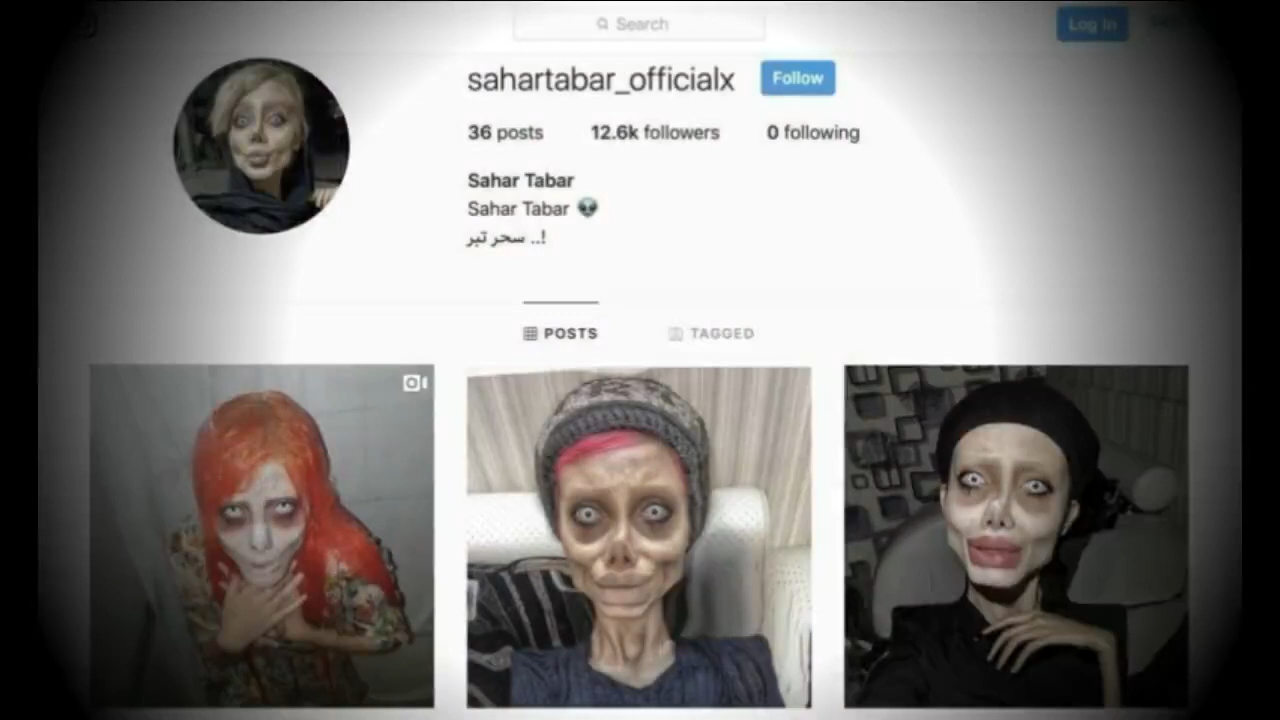 Search
Log In
sahartabar_officialx Follow
36 posts 12.6k followers 0 following
Sahar Tabar
Sahar Tabar 👽
سحر تبر ..!
POSTS TAGGED